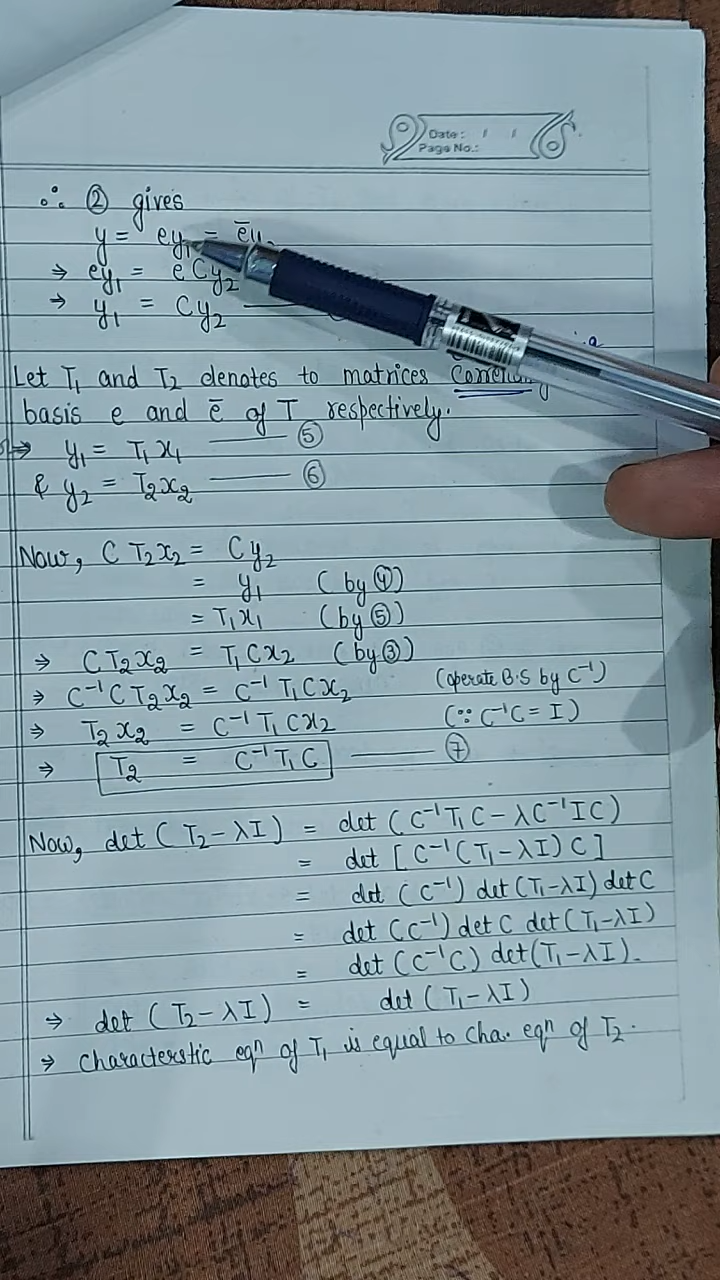 Date: / /
Page No.:
∴ ② gives
y = ey₁ = ēy₂
⇒ ey₁ = eCy₂
⇒ y₁ = Cy₂
Let T₁ and T₂ denotes to matrices
basis e and ē of T respectively.
⇒ y₁ = T₁x₁ ——— ⑤
& y₂ = T₂x₂ ——— ⑥
Now, CT₂x₂ = Cy₂
= y₁ (by ④)
= T₁x₁ (by ⑤)
⇒ CT₂x₂ = T₁Cx₂ (by ③)
⇒ C⁻¹CT₂x₂ = C⁻¹T₁Cx₂ (operate B·S by C⁻¹)
⇒ T₂x₂ = C⁻¹T₁Cx₂ (∵ C⁻¹C = I)
⇒ T₂ = C⁻¹T₁C ——— ⑦
Now, det (T₂-λI) = det (C⁻¹T₁C - λC⁻¹IC)
= det [C⁻¹(T₁-λI)C]
= det (C⁻¹) det(T₁-λI) det C
= det (C⁻¹) det C det(T₁-λI)
= det (C⁻¹C) det(T₁-λI).
⇒ det (T₂-λI) = det (T₁-λI)
⇒ characterstic eqⁿ of T₁ is equal to cha. eqⁿ of T₂.